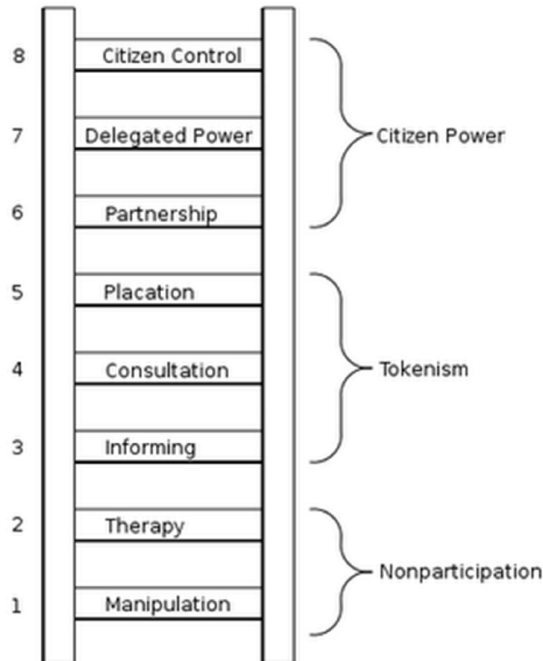 8 Citizen Control
7 Delegated Power Citizen Power
6 Partnership
5 Placation
4 Consultation Tokenism
3 Informing
2 Therapy
Nonparticipation
1 Manipulation